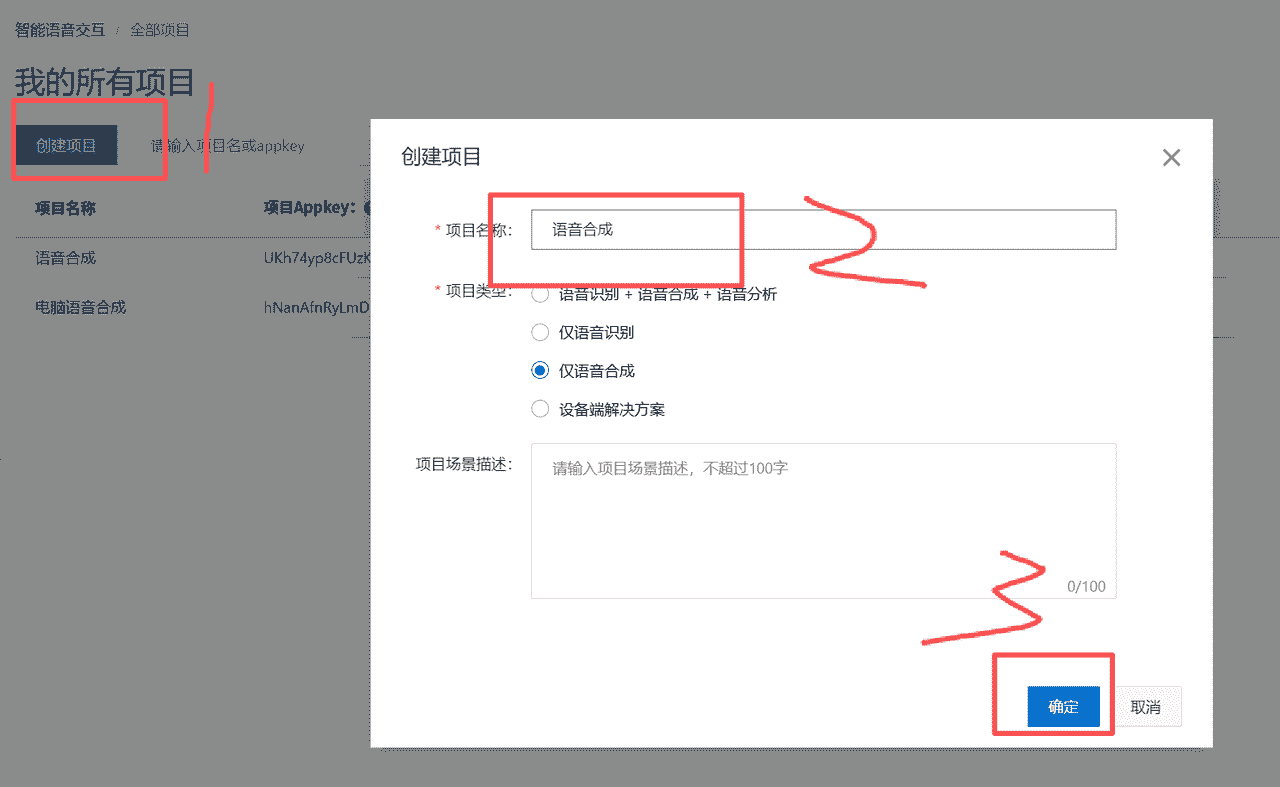 智能语音交互 / 全部项目
我的所有项目
1
创建项目
请输入项目名或appkey
项目名称
项目Appkey：
语音合成
UKh74yp8cFUzK
电脑语音合成
hNanAfnRyLmD
创建项目
* 项目名称：
语音合成
2
* 项目类型：
语音识别 + 语音合成 + 语音分析
仅语音识别
仅语音合成
设备端解决方案
项目场景描述：
请输入项目场景描述，不超过100字
0/100
3
确定
取消